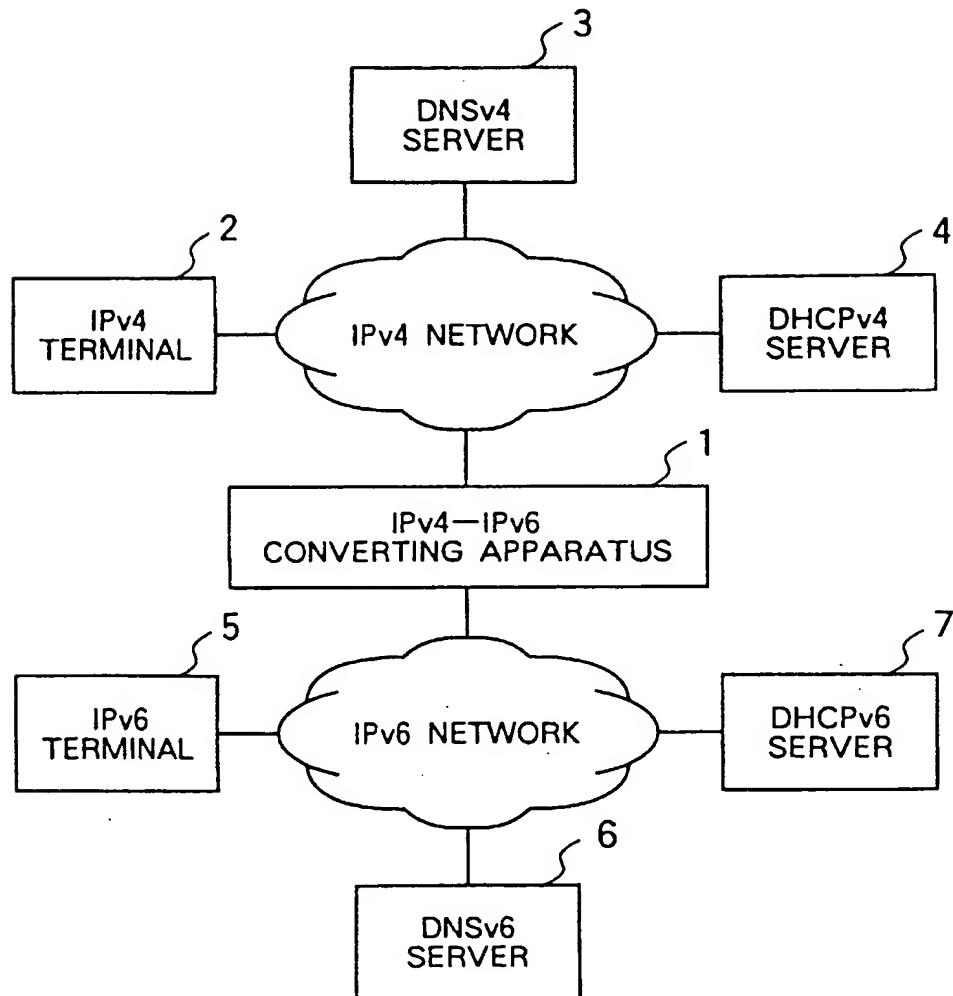 3
DNSv4
SERVER
2
4
IPv4
TERMINAL
IPv4 NETWORK
DHCPv4
SERVER
1
IPv4—IPv6
CONVERTING APPARATUS
5
7
IPv6
TERMINAL
IPv6 NETWORK
DHCPv6
SERVER
6
DNSv6
SERVER